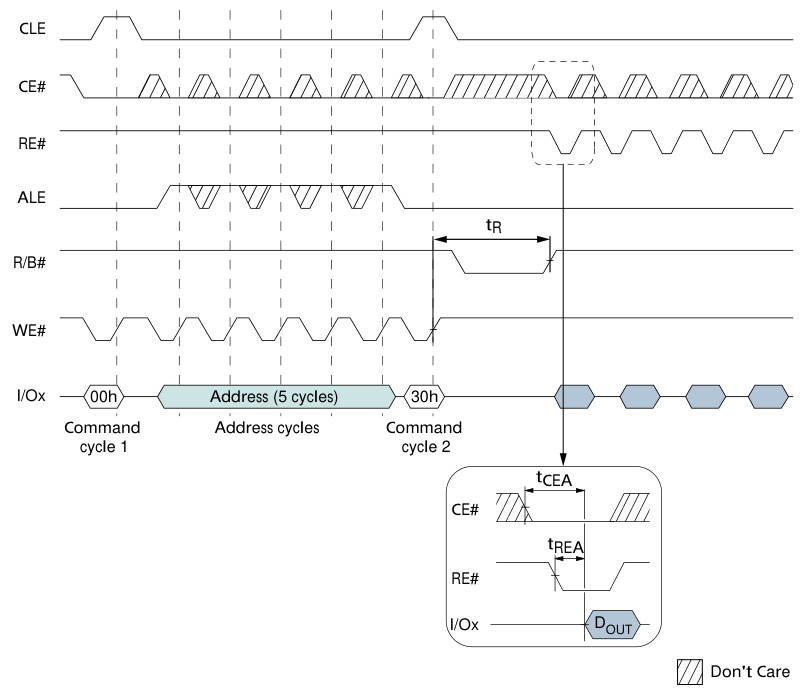 CLE
CE#
RE#
ALE
tR
R/B#
WE#
I/Ox 00h Address (5 cycles) 30h
Command cycle 1
Address cycles
Command cycle 2
tCEA
CE#
tREA
RE#
I/Ox DOUT
Don't Care